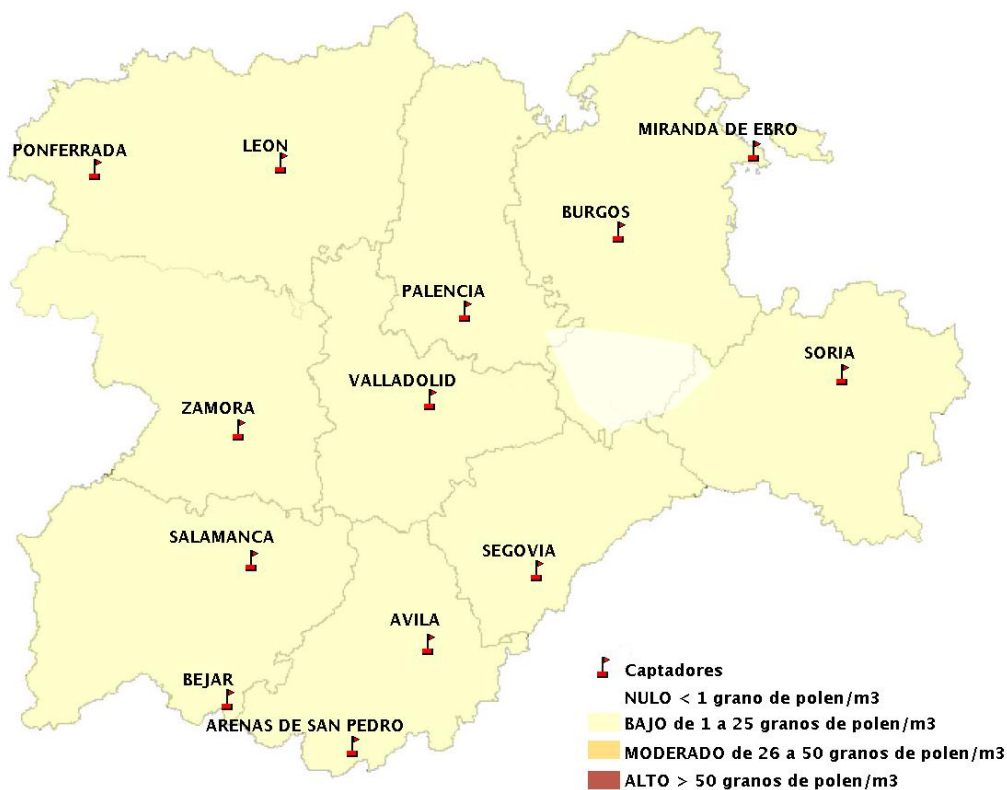 MIRANDA DE EBRO
PONFERRADA
LEON
BURGOS
PALENCIA
SORIA
VALLADOLID
ZAMORA
SALAMANCA
SEGOVIA
AVILA
BEJAR
ARENAS DE SAN PEDRO
Captadores
NULO < 1 grano de polen/m3
BAJO de 1 a 25 granos de polen/m3
MODERADO de 26 a 50 granos de polen/m3
ALTO > 50 granos de polen/m3